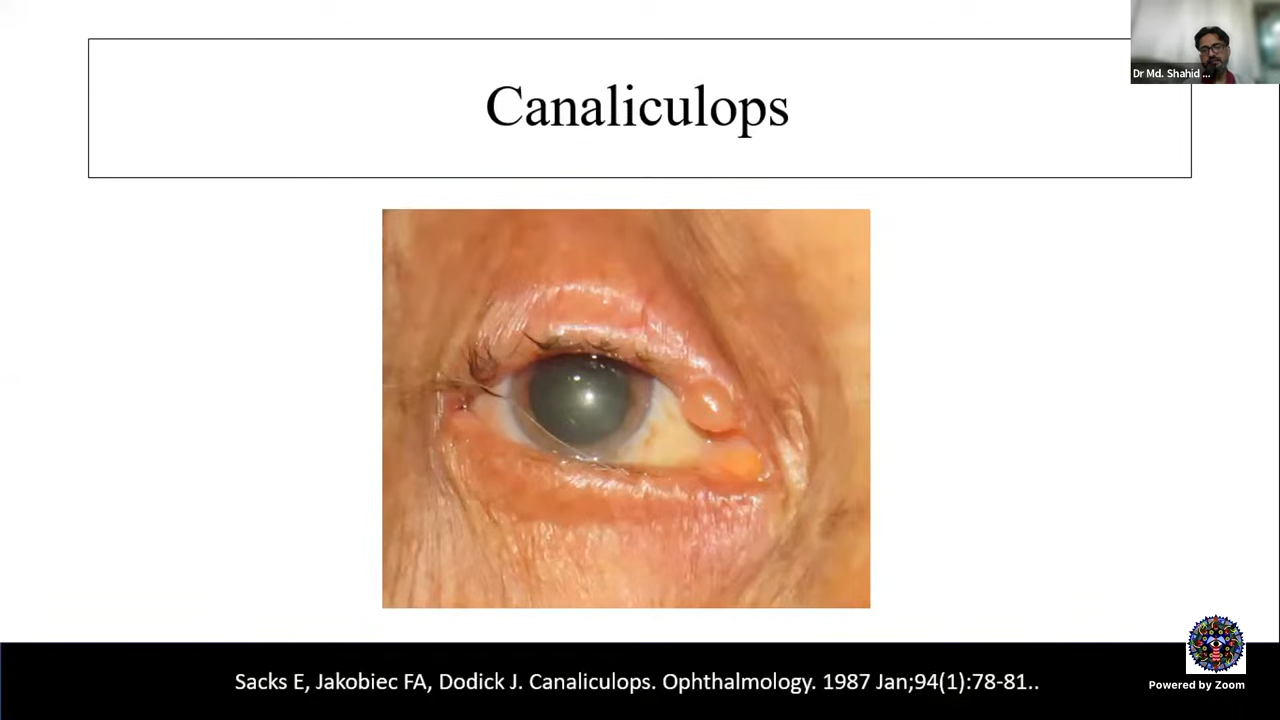 Canaliculops
Dr Md. Shahid ...
Sacks E, Jakobiec FA, Dodick J. Canaliculops. Ophthalmology. 1987 Jan;94(1):78-81..
Powered by Zoom